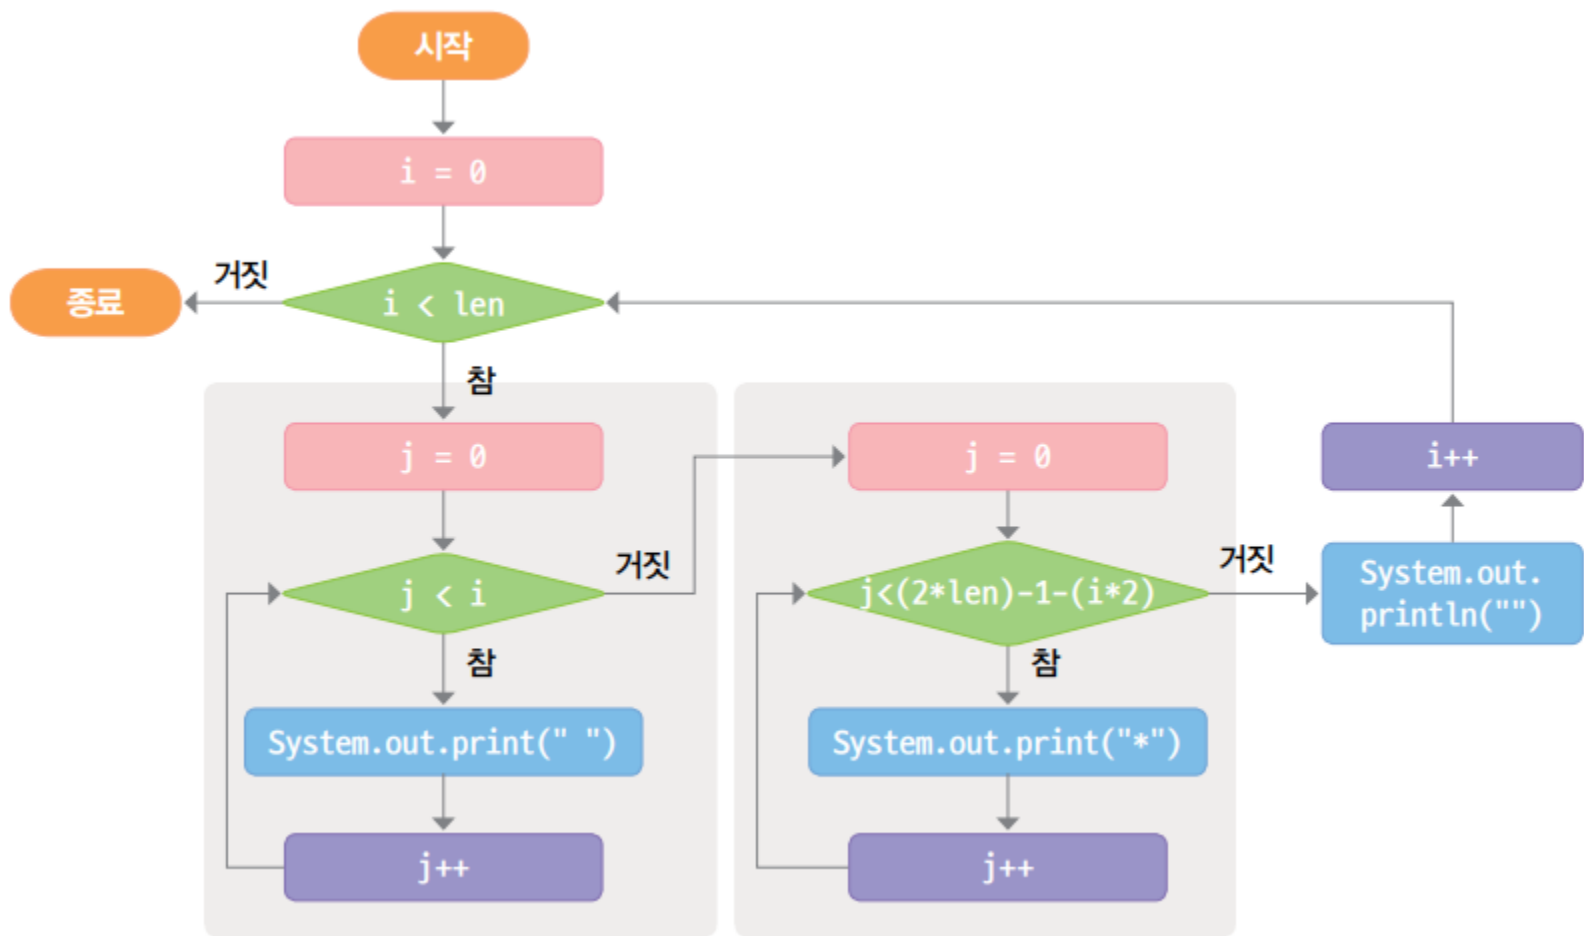 시작
i = 0
거짓
종료
i < len
참
j = 0
j < i
거짓
참
System.out.print(" ")
j++
j = 0
j<(2*len)-1-(i*2)
거짓
참
System.out.print("*")
j++
i++
System.out.
println("")